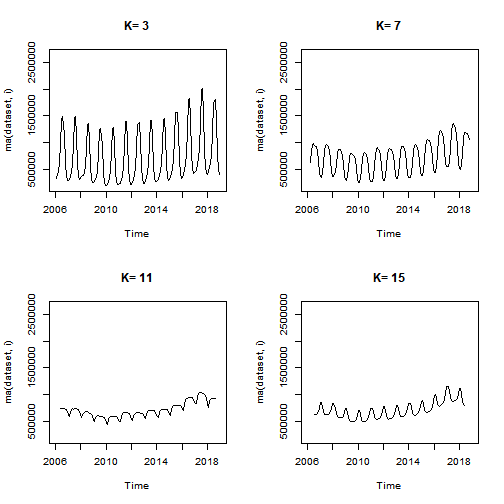 K= 3
ma(dataset, i)
500000 1500000 2500000
2006 2010 2014 2018
Time
K= 7
ma(dataset, i)
500000 1500000 2500000
2006 2010 2014 2018
Time
K= 11
ma(dataset, i)
500000 1500000 2500000
2006 2010 2014 2018
Time
K= 15
ma(dataset, i)
500000 1500000 2500000
2006 2010 2014 2018
Time